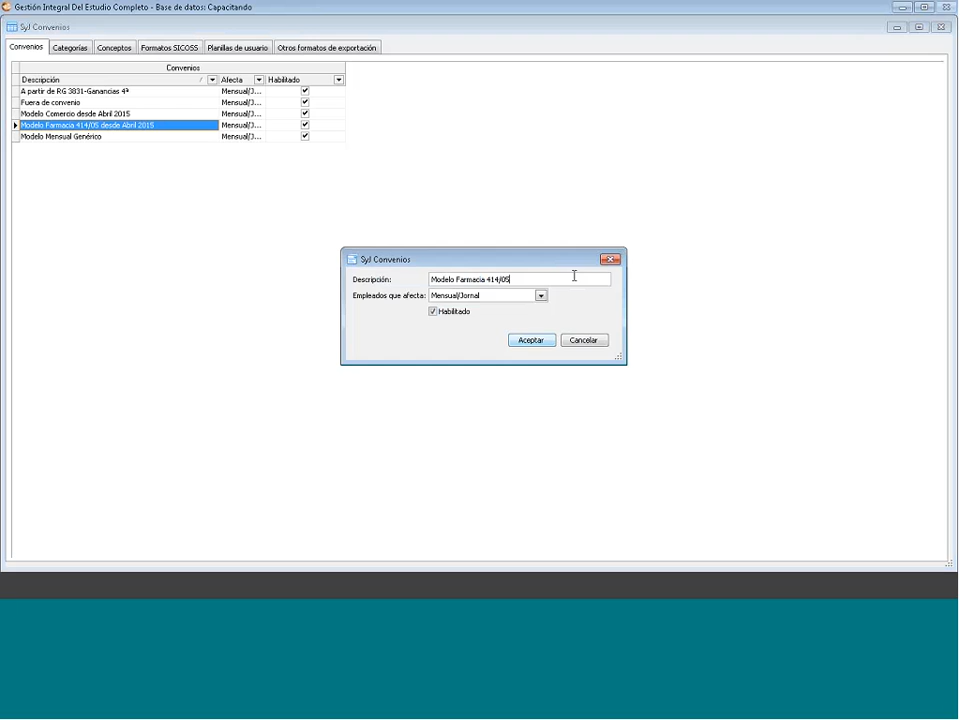 Gestión Integral Del Estudio Completo - Base de datos: Capacitando
SyJ Convenios
Convenios Categorías Conceptos Formatos SICOSS Planillas de usuario Otros formatos de exportación
Convenios
Descripción Afecta Habilitado
A partir de RG 3831-Ganancias 4ª Mensual/J...
Fuera de convenio Mensual/J...
Modelo Comercio desde Abril 2015 Mensual/J...
Modelo Farmacia 414/05 desde Abril 2015 Mensual/J...
Modelo Mensual Genérico Mensual/J...
SyJ Convenios
Descripción: Modelo Farmacia 414/05
Empleados que afecta: Mensual/Jornal
Habilitado
Aceptar Cancelar